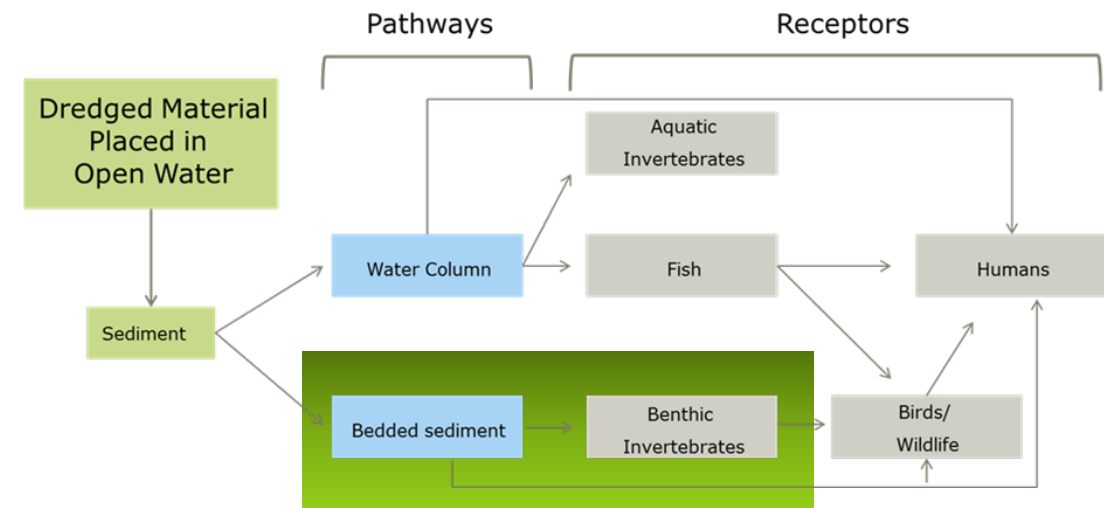 Pathways
Receptors
Dredged Material
Placed in
Open Water
Aquatic
Invertebrates
Water Column
Fish
Humans
Sediment
Bedded sediment
Benthic
Invertebrates
Birds/
Wildlife